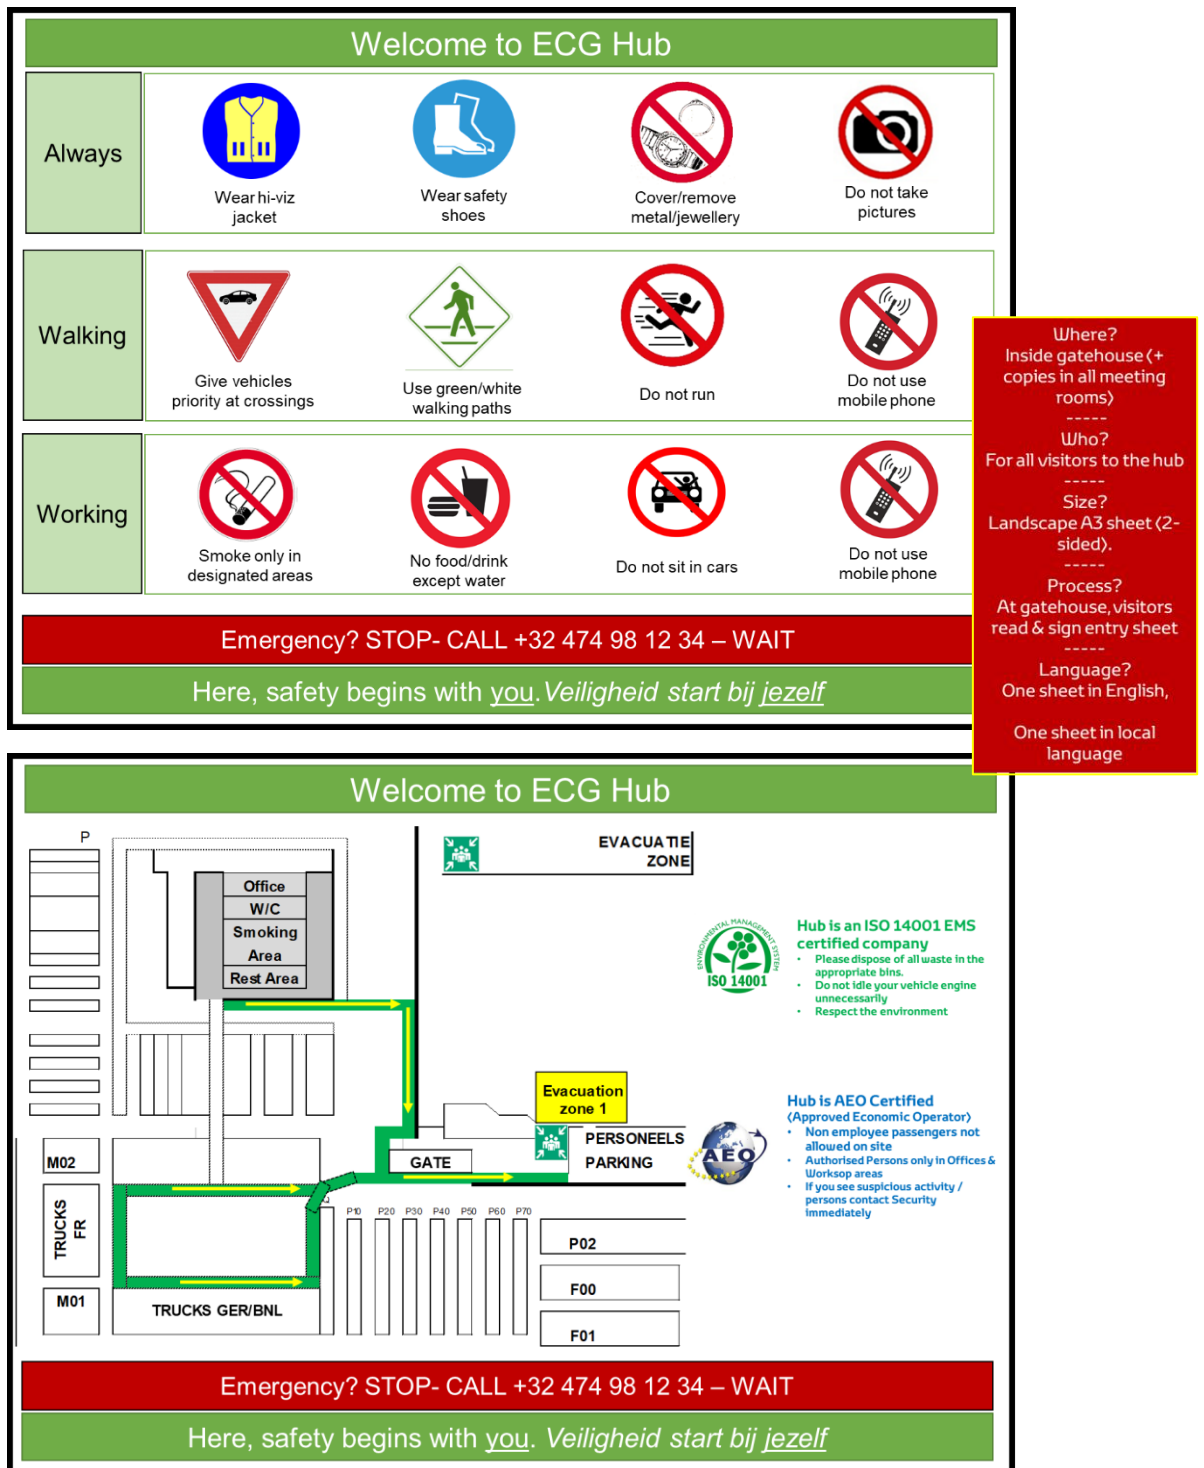 Welcome to ECG Hub
Always
Wear hi-viz
jacket
Wear safety
shoes
Cover/remove
metal/jewellery
Do not take
pictures
Walking
Give vehicles
priority at crossings
Use green/white
walking paths
Do not run
Do not use
mobile phone
Working
Smoke only in
designated areas
No food/drink
except water
Do not sit in cars
Do not use
mobile phone
Emergency? STOP- CALL +32 474 98 12 34 – WAIT
Here, safety begins with you. Veiligheid start bij jezelf
Where?
Inside gatehouse (+
copies in all meeting
rooms)
-----
Who?
For all visitors to the hub
-----
Size?
Landscape A3 sheet (2-
sided).
-----
Process?
At gatehouse, visitors
read & sign entry sheet
-----
Language?
One sheet in English,
One sheet in local
language
Welcome to ECG Hub
P
Office
W/C
Smoking
Area
Rest Area
EVACUATIE
ZONE
ENVIRONMENTAL MANAGEMENT SYSTEM
ISO 14001
Hub is an ISO 14001 EMS
certified company
• Please dispose of all waste in the
appropriate bins.
• Do not idle your vehicle engine
unnecessarily
• Respect the environment
Evacuation
zone 1
PERSONEELS
PARKING
GATE
AEO
Hub is AEO Certified
(Approved Economic Operator)
• Non employee passengers not
allowed on site
• Authorised Persons only in Offices &
Worksop areas
• If you see suspicious activity /
persons contact Security
immediately
M02
TRUCKS
FR
M01
TRUCKS GER/BNL
P10 P20 P30 P40 P50 P60 P70
P02
F00
F01
Emergency? STOP- CALL +32 474 98 12 34 – WAIT
Here, safety begins with you. Veiligheid start bij jezelf